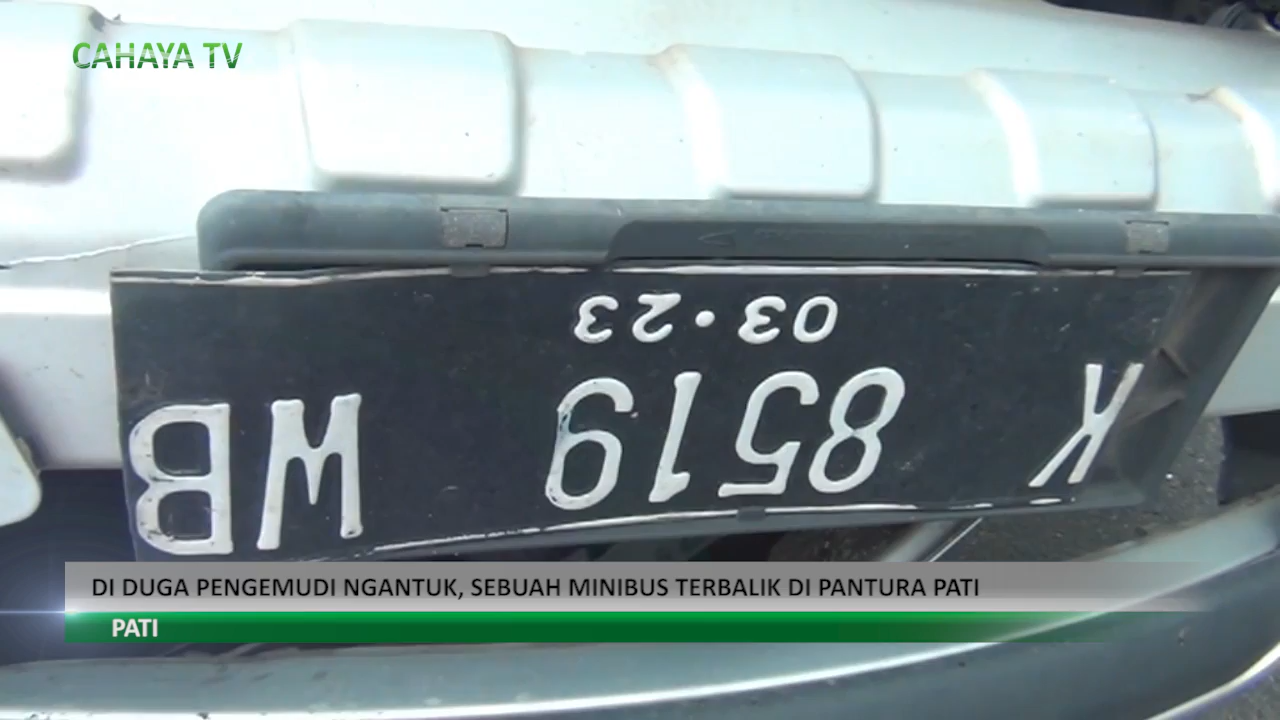 CAHAYA TV
K 8519 WB
03·23
DI DUGA PENGEMUDI NGANTUK, SEBUAH MINIBUS TERBALIK DI PANTURA PATI
PATI